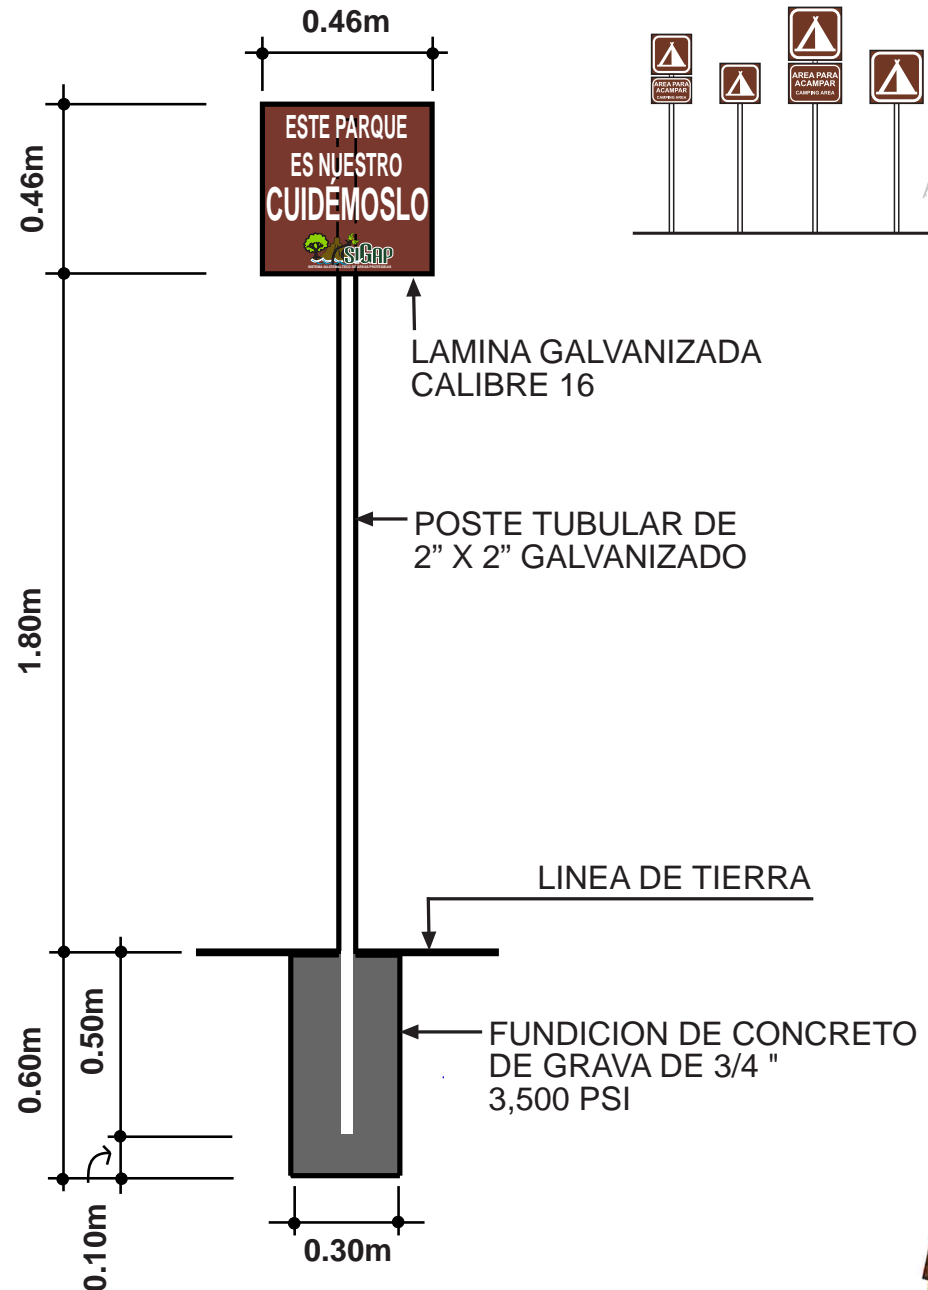 0.46m
0.46m
ESTE PARQUE
ES NUESTRO
CUIDÉMOSLO
SIGAP
AREA PARA
ACAMPAR
CAMPING AREA
AREA PARA
ACAMPAR
CAMPING AREA
LAMINA GALVANIZADA
CALIBRE 16
POSTE TUBULAR DE
2” X 2” GALVANIZADO
1.80m
LINEA DE TIERRA
0.60m
0.50m
0.10m
FUNDICION DE CONCRETO
DE GRAVA DE 3/4 "
3,500 PSI
0.30m